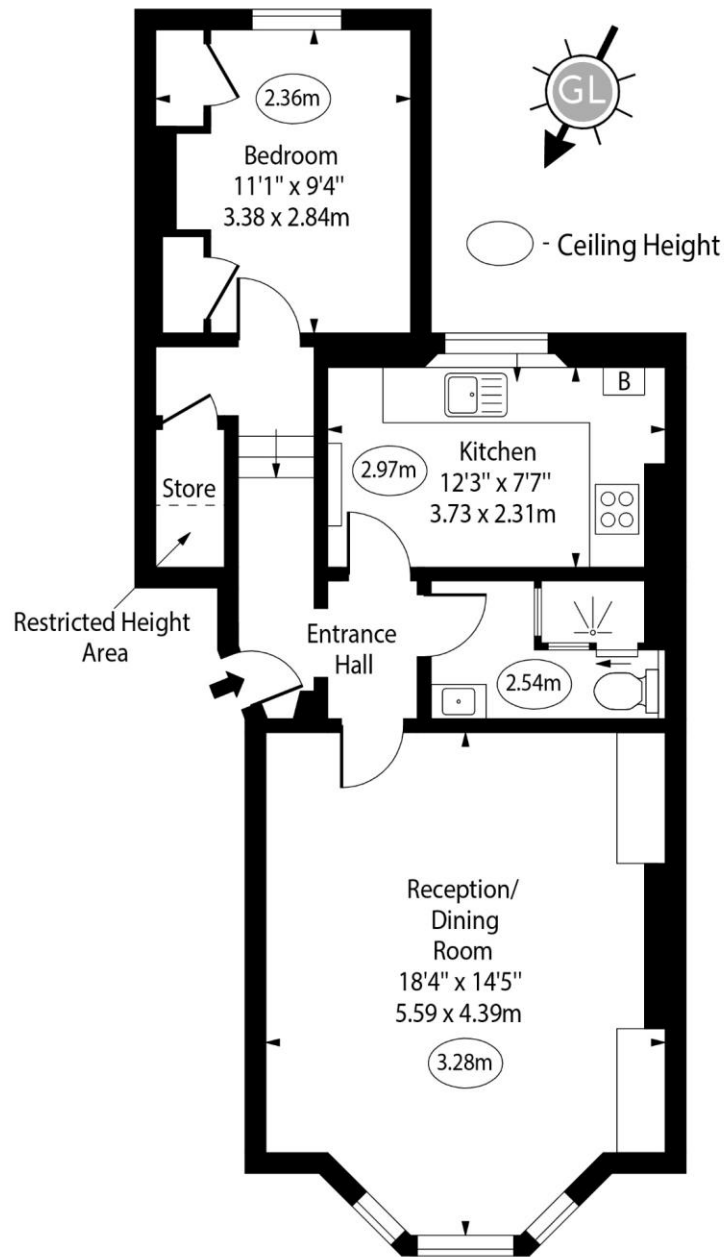 GL
2.36m
Bedroom
11'1" x 9'4"
3.38 x 2.84m
- Ceiling Height
B
Kitchen
2.97m
12'3" x 7'7"
3.73 x 2.31m
Store
Restricted Height
Area
Entrance
Hall
2.54m
Reception/
Dining
Room
18'4" x 14'5"
5.59 x 4.39m
3.28m